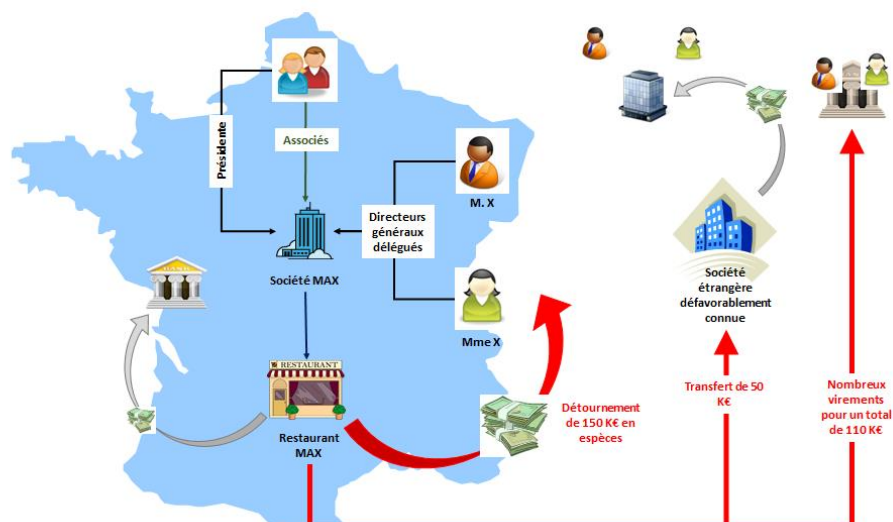 Présidente
Associés
M. X
Directeurs
généraux
délégués
Société MAX
Mme X
Société
étrangère
défavorablement
connue
RESTAURANT
Restaurant
MAX
Détournement
de 150 K€ en
espèces
Transfert de 50
K€
Nombreux
virements
pour un total
de 110 K€